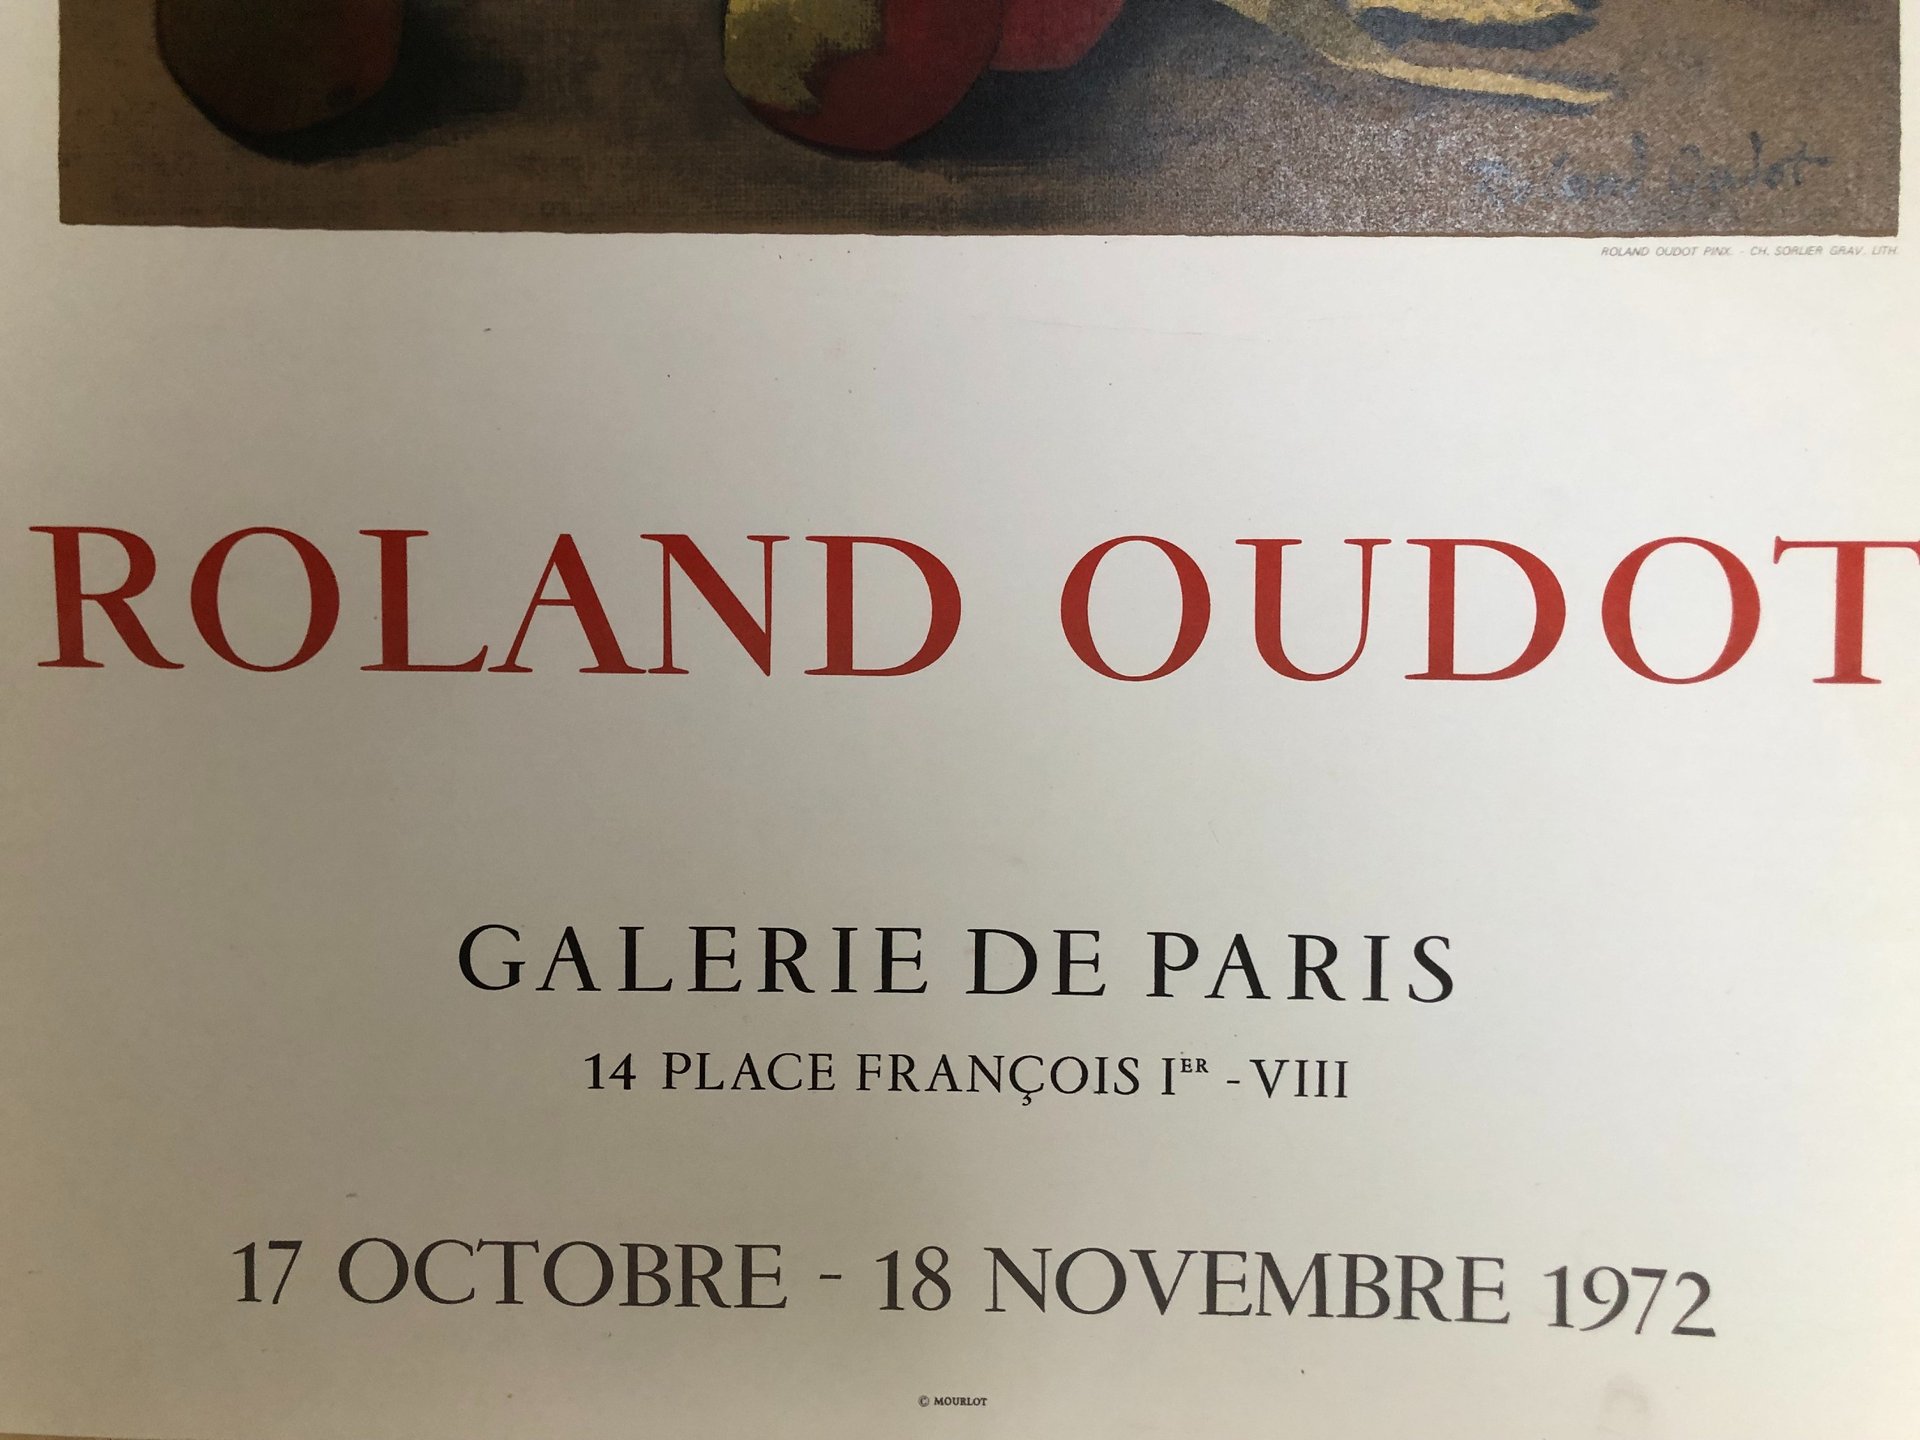 Roland Oudot
ROLAND OUDOT PINX. - CH. SORLIER GRAV. LITH.
ROLAND OUDOT
GALERIE DE PARIS
14 PLACE FRANÇOIS IER - VIII
17 OCTOBRE - 18 NOVEMBRE 1972
© MOURLOT